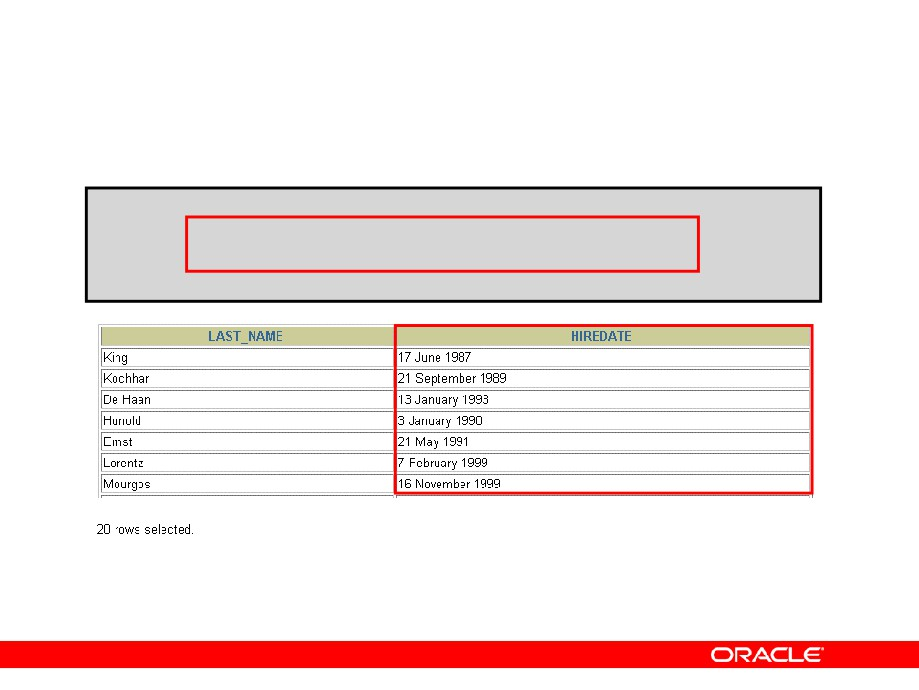 LAST_NAME HIREDATE
King 17 June 1987
Kochhar 21 September 1989
De Haan 13 January 1993
Hunold 3 January 1990
Ernst 21 May 1991
Lorentz 7 February 1999
Mourgos 16 November 1999
20 rows selected.
ORACLE